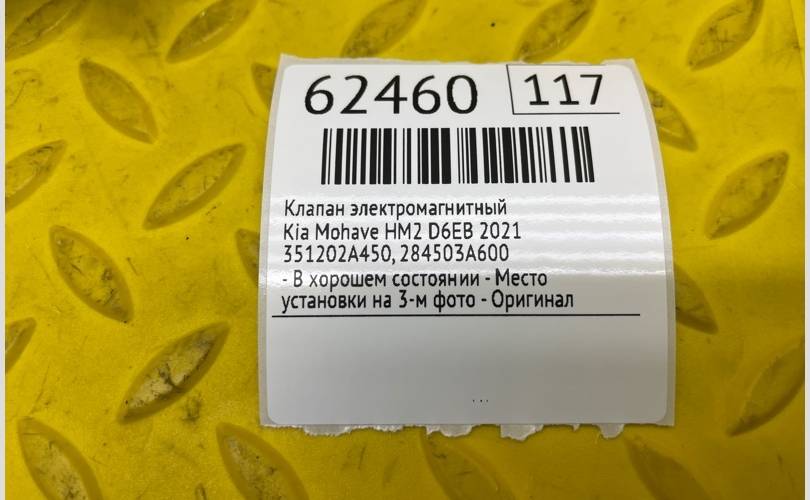 62460 117
Клапан электромагнитный
Kia Mohave HM2 D6EB 2021
351202A450, 284503A600
- В хорошем состоянии - Место
установки на 3-м фото - Оригинал
...